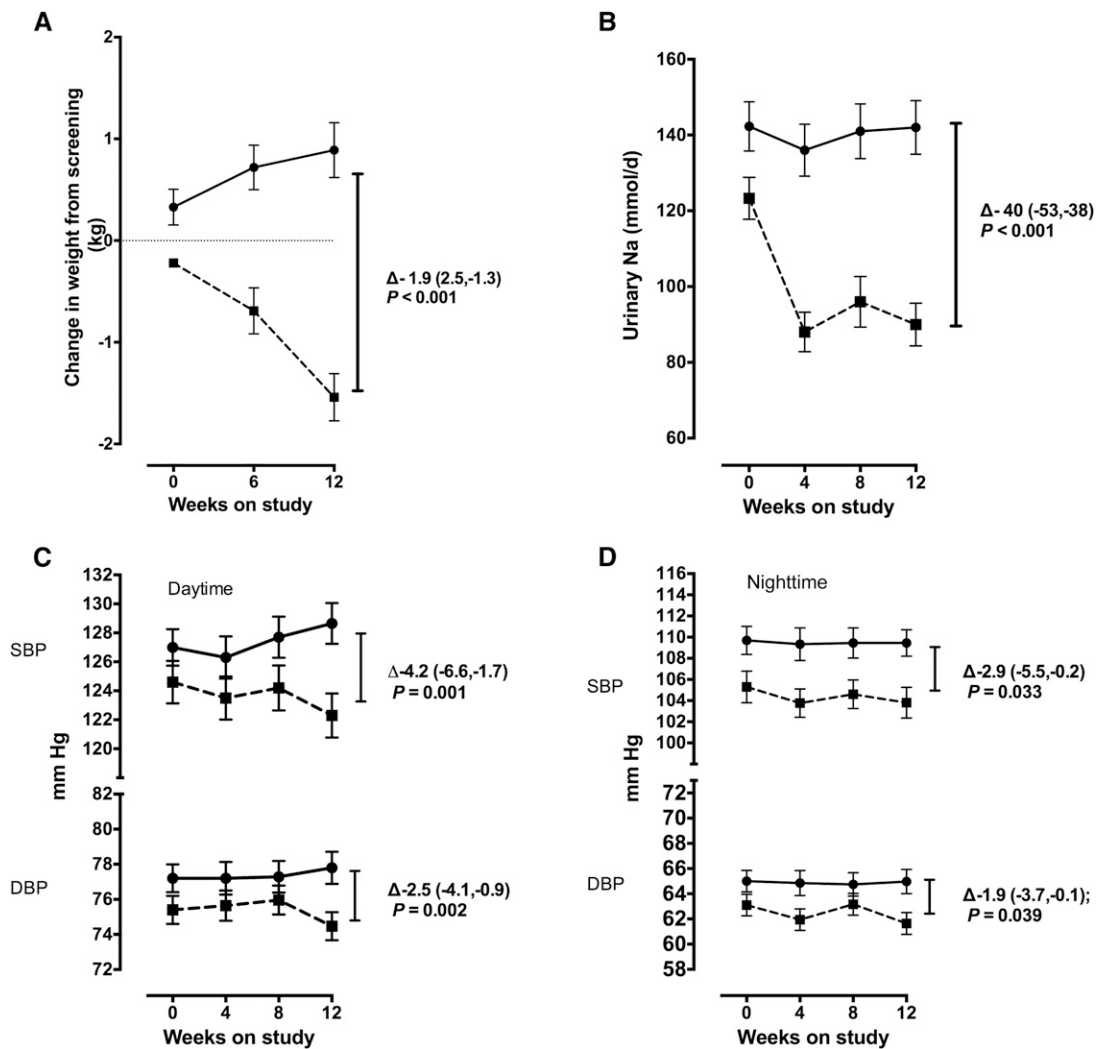 A
2
1
0
-1
-2
Change in weight from screening
(kg)
Δ- 1.9 (2.5,-1.3)
P < 0.001
0 6 12
Weeks on study
B
160
140
120
100
80
60
Urinary Na (mmol/d)
Δ- 40 (-53,-38)
P < 0.001
0 4 8 12
Weeks on study
C
Daytime
132
130
128
126
124
122
120
SBP
Δ-4.2 (-6.6,-1.7)
P = 0.001
mm Hg
82
80
78
76
74
72
DBP
Δ-2.5 (-4.1,-0.9)
P = 0.002
0 4 8 12
Weeks on study
D
Nighttime
116
114
112
110
108
106
104
102
100
SBP
Δ-2.9 (-5.5,-0.2)
P = 0.033
mm Hg
72
70
68
66
64
62
60
58
DBP
Δ-1.9 (-3.7,-0.1);
P = 0.039
0 4 8 12
Weeks on study